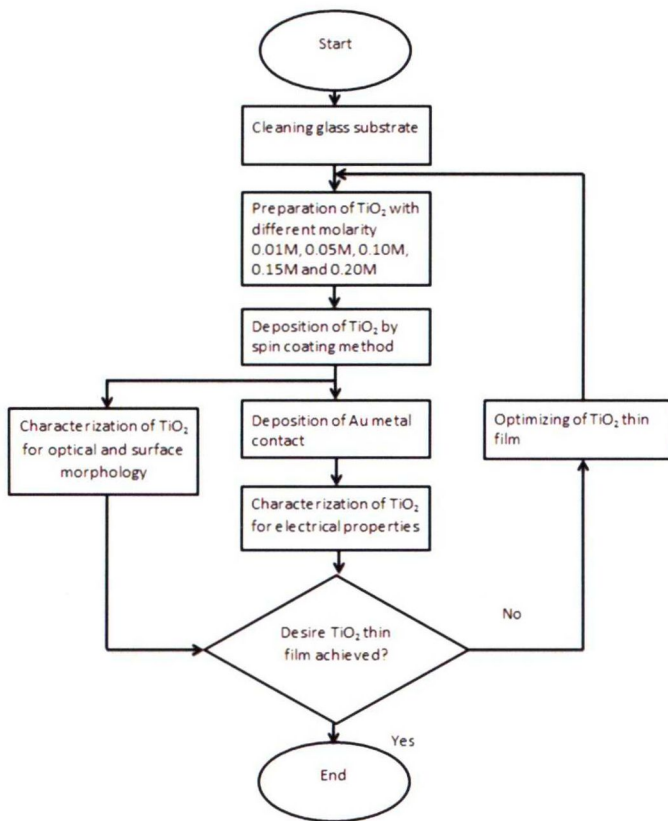 Start
Cleaning glass substrate
Preparation of TiO₂ with
different molarity
0.01M, 0.05M, 0.10M,
0.15M and 0.20M
Deposition of TiO₂ by
spin coating method
Characterization of TiO₂
for optical and surface
morphology
Deposition of Au metal
contact
Optimizing of TiO₂ thin
film
Characterization of TiO₂
for electrical properties
No
Desire TiO₂ thin
film achieved?
Yes
End